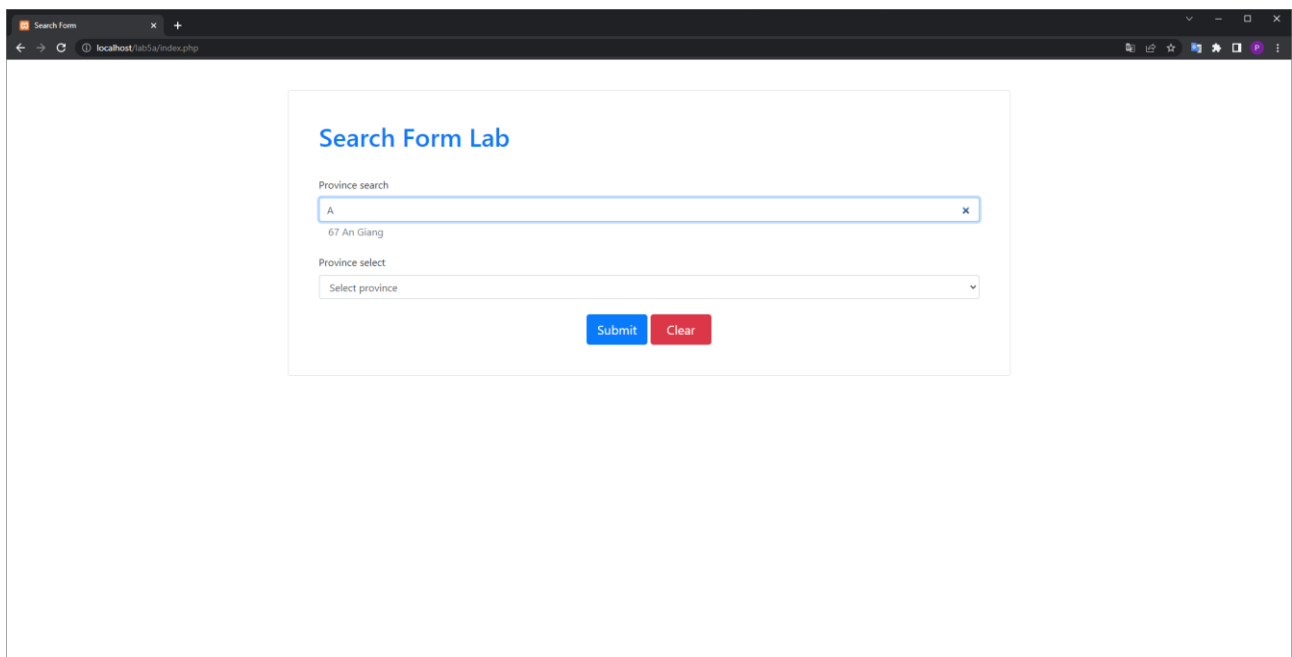 Search Form
localhost/lab5a/index.php
P
Search Form Lab
Province search
A
67 An Giang
Province select
Select province
Submit Clear